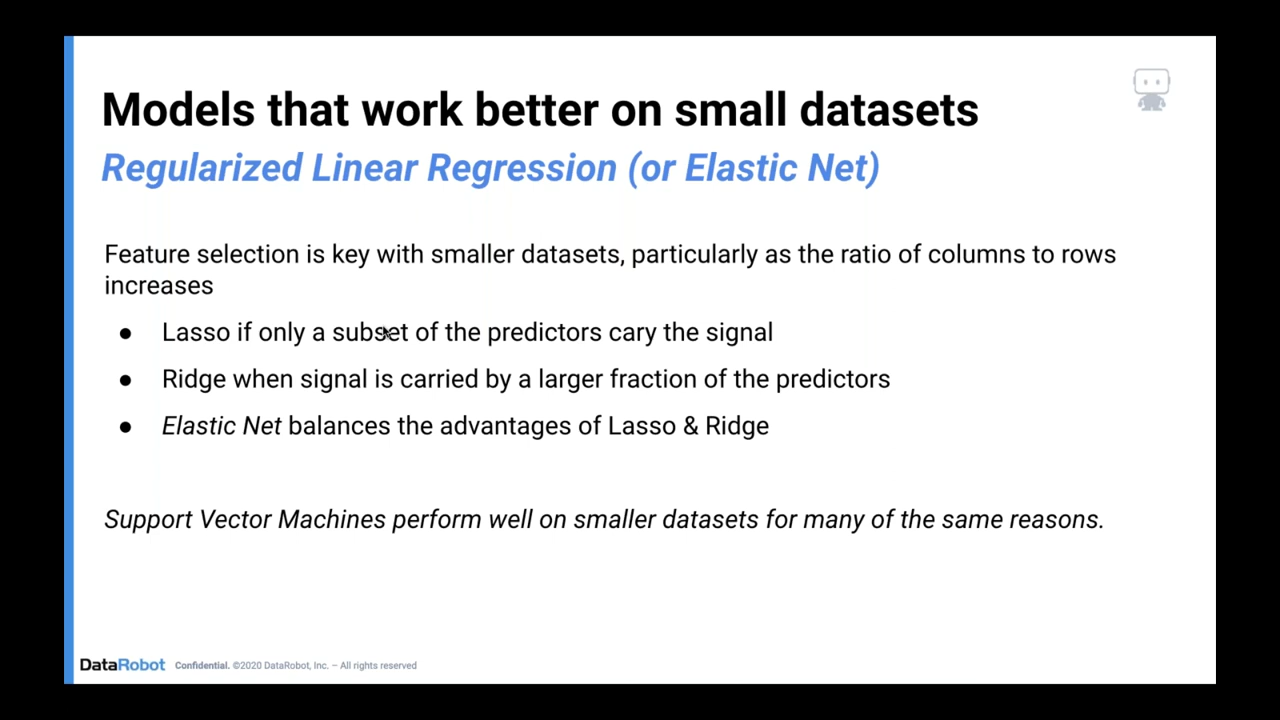 Models that work better on small datasets
Regularized Linear Regression (or Elastic Net)
Feature selection is key with smaller datasets, particularly as the ratio of columns to rows
increases
● Lasso if only a subset of the predictors cary the signal
● Ridge when signal is carried by a larger fraction of the predictors
● Elastic Net balances the advantages of Lasso & Ridge
Support Vector Machines perform well on smaller datasets for many of the same reasons.
DataRobot Confidential. ©2020 DataRobot, Inc. – All rights reserved